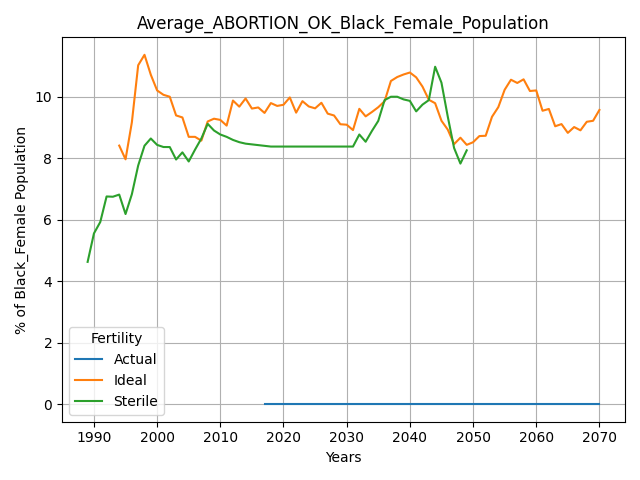 Average_ABORTION_OK_Black_Female_Population
% of Black_Female Population
10
8
6
4
2
0
Fertility
Actual
Ideal
Sterile
1990 2000 2010 2020 2030 2040 2050 2060 2070
Years